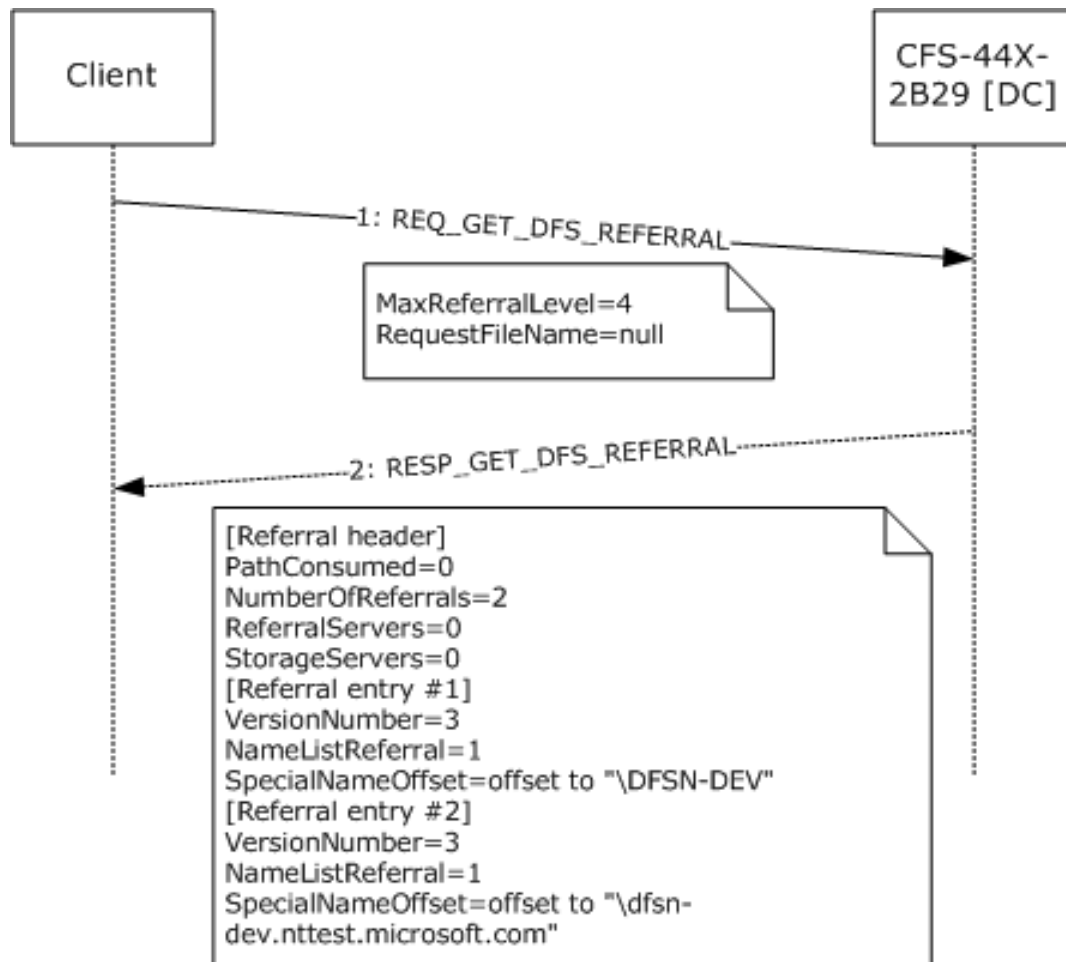 Client
CFS-44X-
2B29 [DC]
1: REQ_GET_DFS_REFERRAL
MaxReferralLevel=4
RequestFileName=null
2: RESP_GET_DFS_REFERRAL
[Referral header]
PathConsumed=0
NumberOfReferrals=2
ReferralServers=0
StorageServers=0
[Referral entry #1]
VersionNumber=3
NameListReferral=1
SpecialNameOffset=offset to "\DFSN-DEV"
[Referral entry #2]
VersionNumber=3
NameListReferral=1
SpecialNameOffset=offset to "\dfsn-
dev.nttest.microsoft.com"